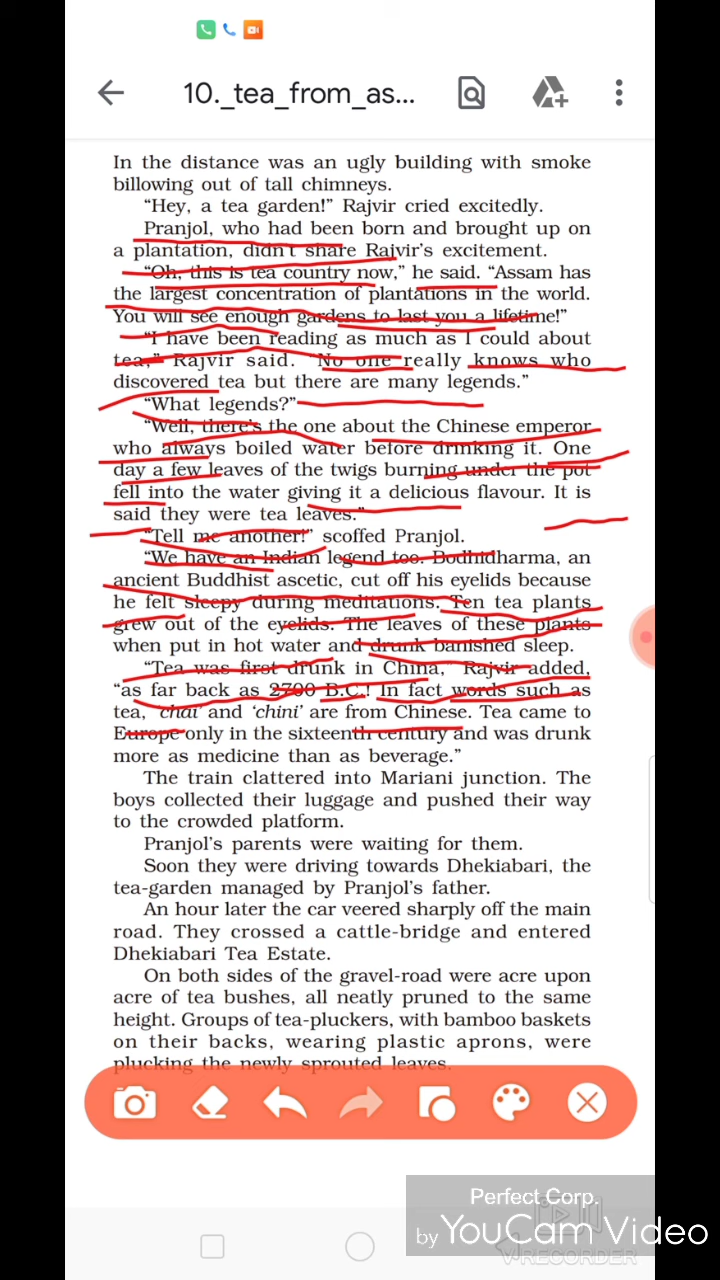 10._tea_from_as...
In the distance was an ugly building with smoke
billowing out of tall chimneys.
“Hey, a tea garden!” Rajvir cried excitedly.
Pranjol, who had been born and brought up on
a plantation, didn’t share Rajvir’s excitement.
“Oh, this is tea country now,” he said. “Assam has
the largest concentration of plantations in the world.
You will see enough gardens to last you a lifetime!”
“I have been reading as much as I could about
tea,” Rajvir said. “No one really knows who
discovered tea but there are many legends.”
“What legends?”
“Well, there’s the one about the Chinese emperor
who always boiled water before drinking it. One
day a few leaves of the twigs burning under the pot
fell into the water giving it a delicious flavour. It is
said they were tea leaves.”
“Tell me another!” scoffed Pranjol.
“We have an Indian legend too. Bodhidharma, an
ancient Buddhist ascetic, cut off his eyelids because
he felt sleepy during meditations. Ten tea plants
grew out of the eyelids. The leaves of these plants
when put in hot water and drunk banished sleep.
“Tea was first drunk in China,” Rajvir added,
“as far back as 2700 B.C.! In fact words such as
tea, ‘chai’ and ‘chini’ are from Chinese. Tea came to
Europe only in the sixteenth century and was drunk
more as medicine than as beverage.”
The train clattered into Mariani junction. The
boys collected their luggage and pushed their way
to the crowded platform.
Pranjol’s parents were waiting for them.
Soon they were driving towards Dhekiabari, the
tea-garden managed by Pranjol’s father.
An hour later the car veered sharply off the main
road. They crossed a cattle-bridge and entered
Dhekiabari Tea Estate.
On both sides of the gravel-road were acre upon
acre of tea bushes, all neatly pruned to the same
height. Groups of tea-pluckers, with bamboo baskets
on their backs, wearing plastic aprons, were
plucking the newly sprouted leaves.
Perfect Corp.
by YouCam Video
VRECORDER